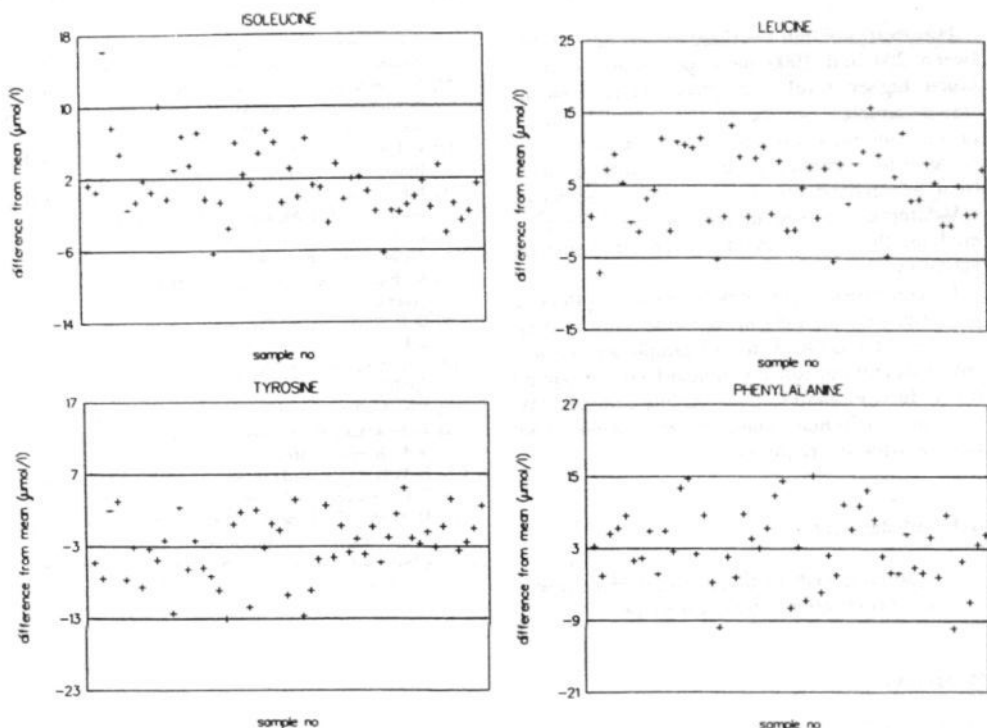 ISOLEUCINE
difference from mean (μmol/l)
18
10
2
−6
−14
sample no
LEUCINE
difference from mean (μmol/l)
25
15
5
−5
−15
sample no
TYROSINE
difference from mean (μmol/l)
17
7
−3
−13
−23
sample no
PHENYLALANINE
difference from mean (μmol/l)
27
15
3
−9
−21
sample no